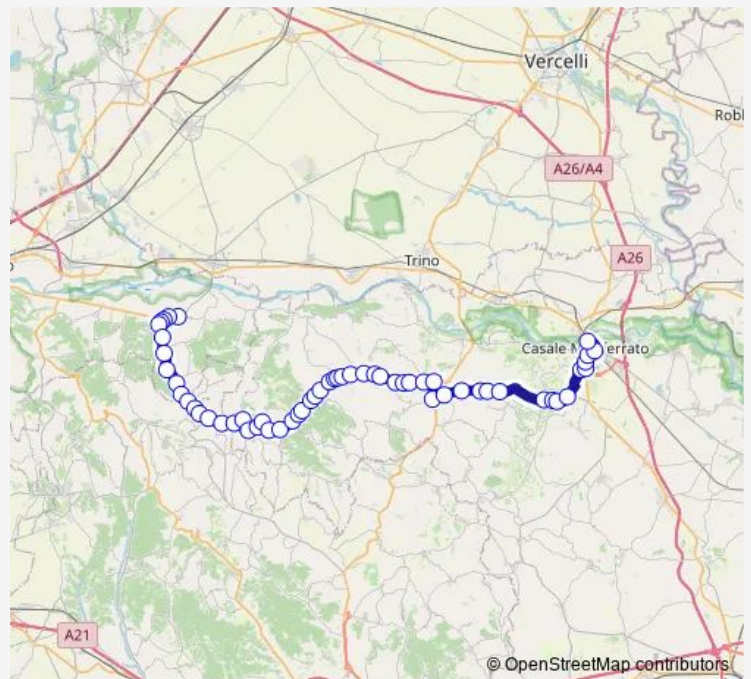 Vercelli
Robl
A26/A4
A26
Trino
Casale M ferrato
A21
© OpenStreetMap contributors